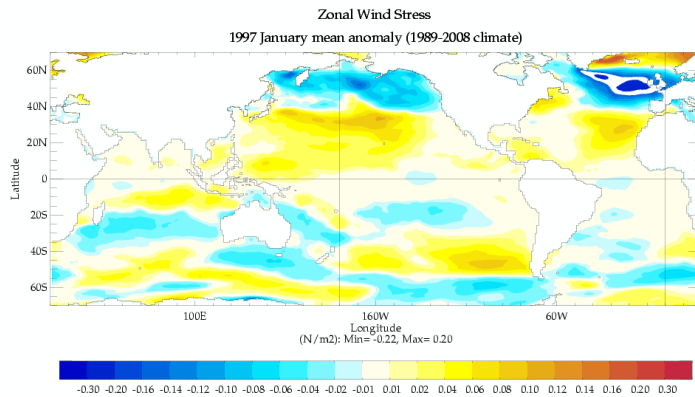 Zonal Wind Stress
1997 January mean anomaly (1989-2008 climate)
60N
40N
20N
0
20S
40S
60S
Latitude
100E
160W
60W
Longitude
(N/m2): Min= -0.22, Max= 0.20
-0.30 -0.20 -0.16 -0.14 -0.12 -0.10 -0.08 -0.06 -0.04 -0.02 -0.01 0.01 0.02 0.04 0.06 0.08 0.10 0.12 0.14 0.16 0.20 0.30